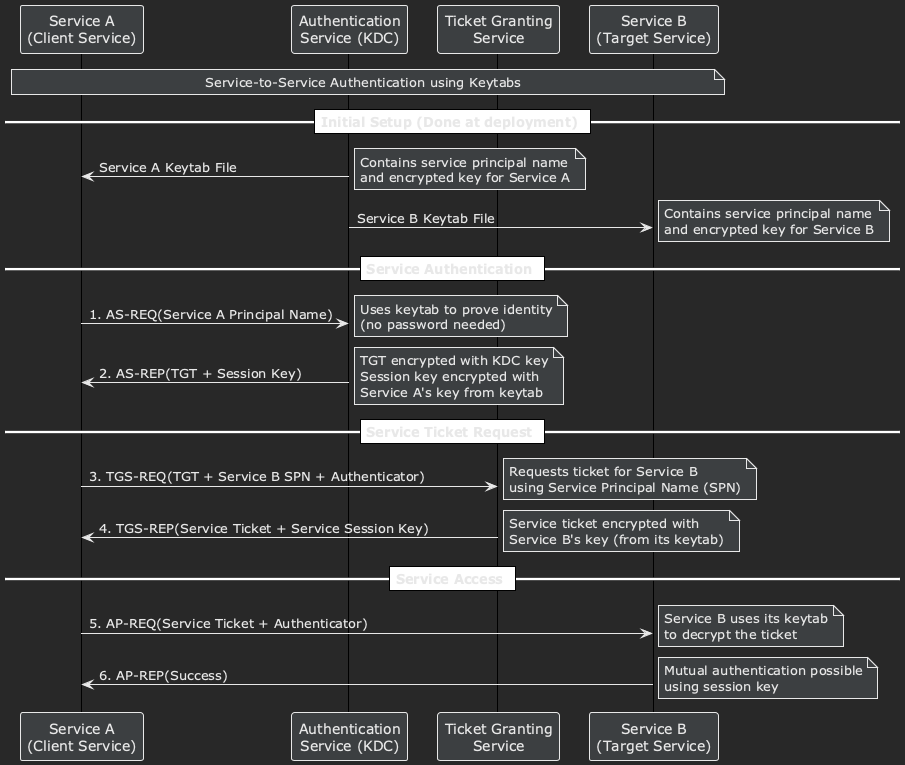 Service A
(Client Service)
Authentication
Service (KDC)
Ticket Granting
Service
Service B
(Target Service)
Service-to-Service Authentication using Keytabs
Initial Setup (Done at deployment)
Service A Keytab File
Contains service principal name
and encrypted key for Service A
Service B Keytab File
Contains service principal name
and encrypted key for Service B
Service Authentication
1. AS-REQ(Service A Principal Name)
Uses keytab to prove identity
(no password needed)
2. AS-REP(TGT + Session Key)
TGT encrypted with KDC key
Session key encrypted with
Service A's key from keytab
Service Ticket Request
3. TGS-REQ(TGT + Service B SPN + Authenticator)
Requests ticket for Service B
using Service Principal Name (SPN)
4. TGS-REP(Service Ticket + Service Session Key)
Service ticket encrypted with
Service B's key (from its keytab)
Service Access
5. AP-REQ(Service Ticket + Authenticator)
Service B uses its keytab
to decrypt the ticket
6. AP-REP(Success)
Mutual authentication possible
using session key
Service A
(Client Service)
Authentication
Service (KDC)
Ticket Granting
Service
Service B
(Target Service)